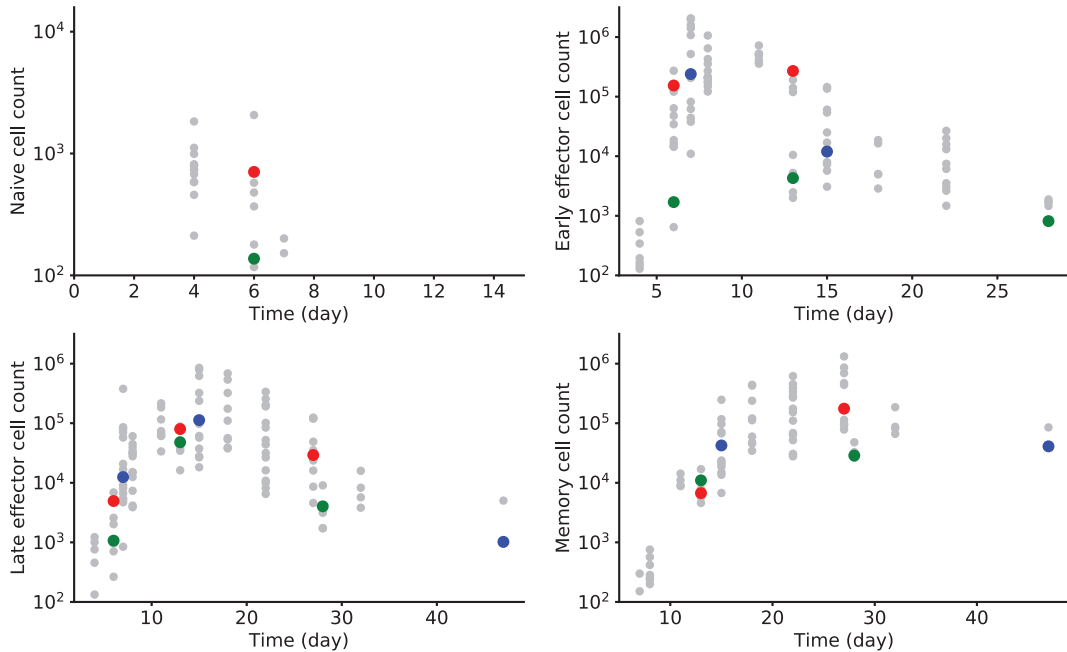 10^4
10^3
10^2
Naive cell count
0 2 4 6 8 10 12 14
Time (day)
10^6
10^5
10^4
10^3
10^2
Early effector cell count
5 10 15 20 25
Time (day)
10^6
10^5
10^4
10^3
10^2
Late effector cell count
10 20 30 40
Time (day)
10^6
10^5
10^4
10^3
10^2
Memory cell count
10 20 30 40
Time (day)